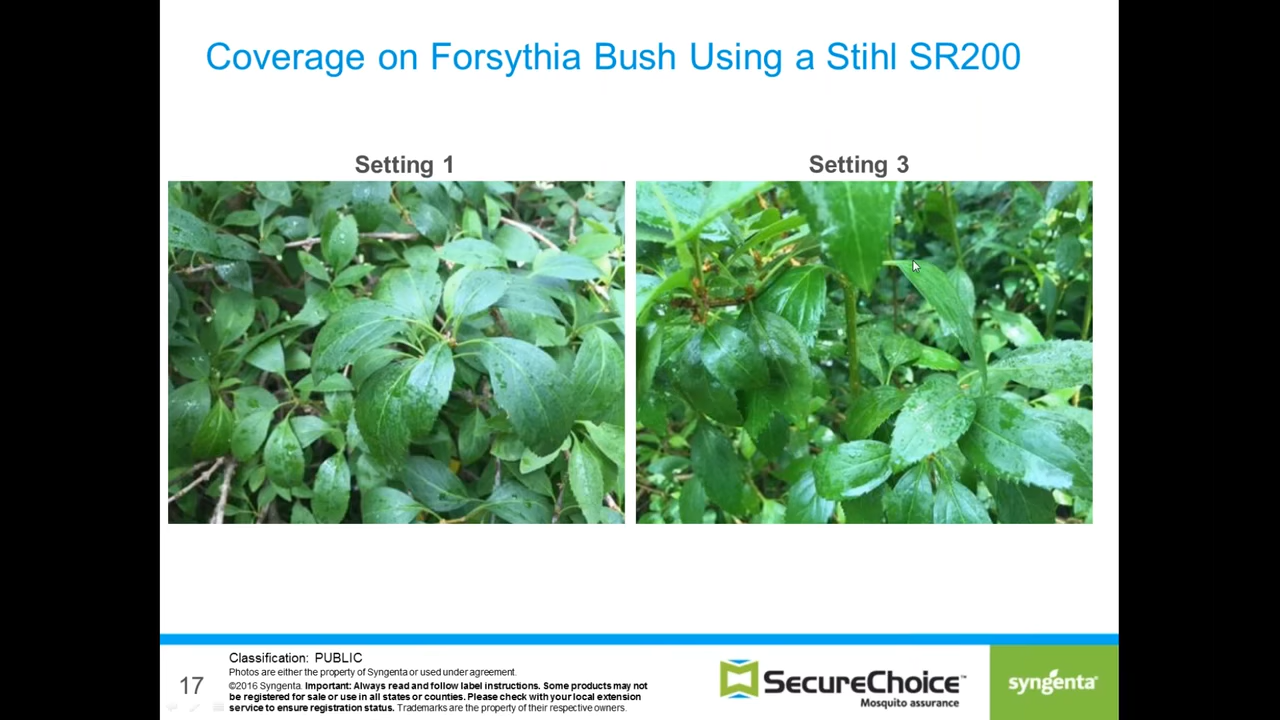 Coverage on Forsythia Bush Using a Stihl SR200
Setting 1
Setting 3
Classification: PUBLIC
Photos are either the property of Syngenta or used under agreement.
©2016 Syngenta. Important: Always read and follow label instructions. Some products may not
be registered for sale or use in all states or counties. Please check with your local extension
service to ensure registration status. Trademarks are the property of their respective owners.
17
SecureChoice™
Mosquito assurance
syngenta®